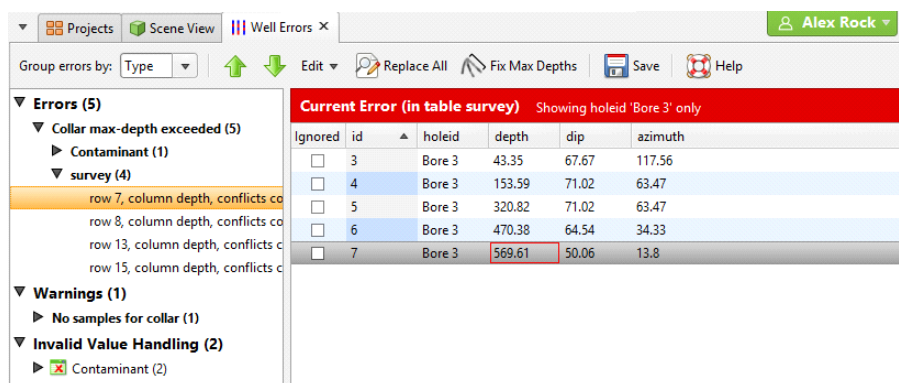 Projects Scene View Well Errors × Alex Rock
Group errors by: Type Edit Replace All Fix Max Depths Save Help
Errors (5)
Collar max-depth exceeded (5)
Contaminant (1)
survey (4)
row 7, column depth, conflicts co
row 8, column depth, conflicts co
row 13, column depth, conflicts c
row 15, column depth, conflicts c
Warnings (1)
No samples for collar (1)
Invalid Value Handling (2)
Contaminant (2)
Current Error (in table survey) Showing holeid 'Bore 3' only
Ignored id holeid depth dip azimuth
3 Bore 3 43.35 67.67 117.56
4 Bore 3 153.59 71.02 63.47
5 Bore 3 320.82 71.02 63.47
6 Bore 3 470.38 64.54 34.33
7 Bore 3 569.61 50.06 13.8